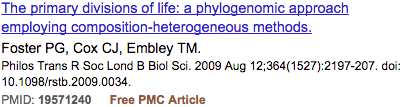 The primary divisions of life: a phylogenomic approach
employing composition-heterogeneous methods.
Foster PG, Cox CJ, Embley TM.
Philos Trans R Soc Lond B Biol Sci. 2009 Aug 12;364(1527):2197-207. doi:
10.1098/rstb.2009.0034.
PMID: 19571240 Free PMC Article